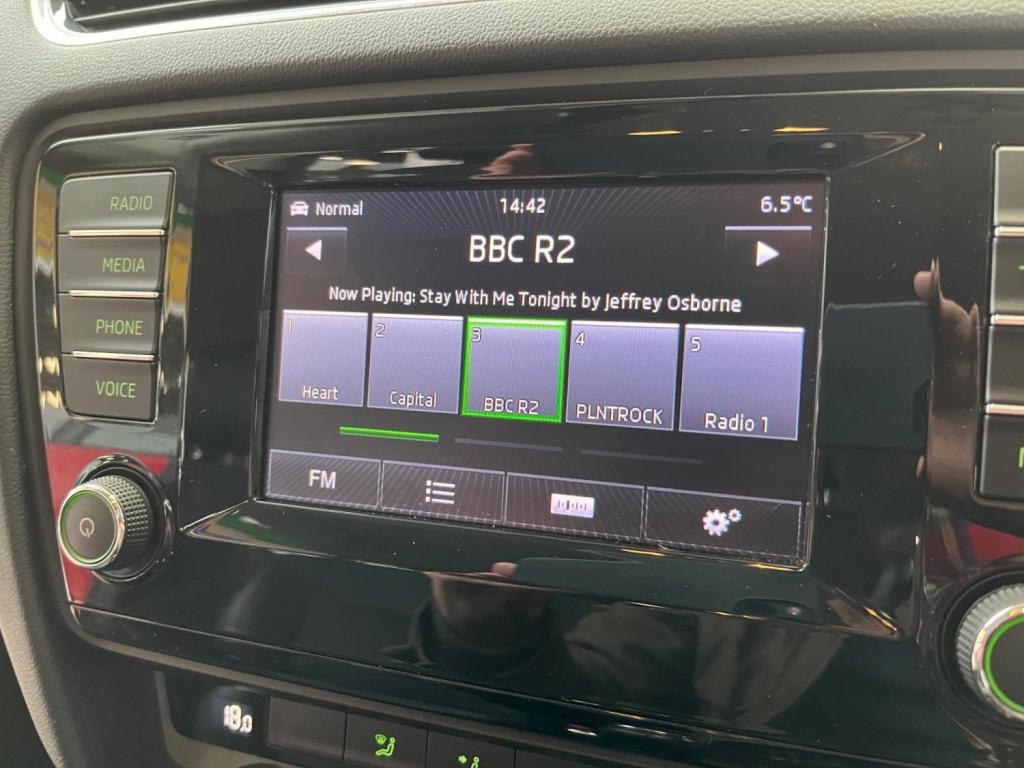 RADIO
MEDIA
PHONE
VOICE
Normal 14:42 6.5°C
BBC R2
Now Playing: Stay With Me Tonight by Jeffrey Osborne
1 2 3 4 5
Heart Capital BBC R2 PLNTROCK Radio 1
FM
18.0